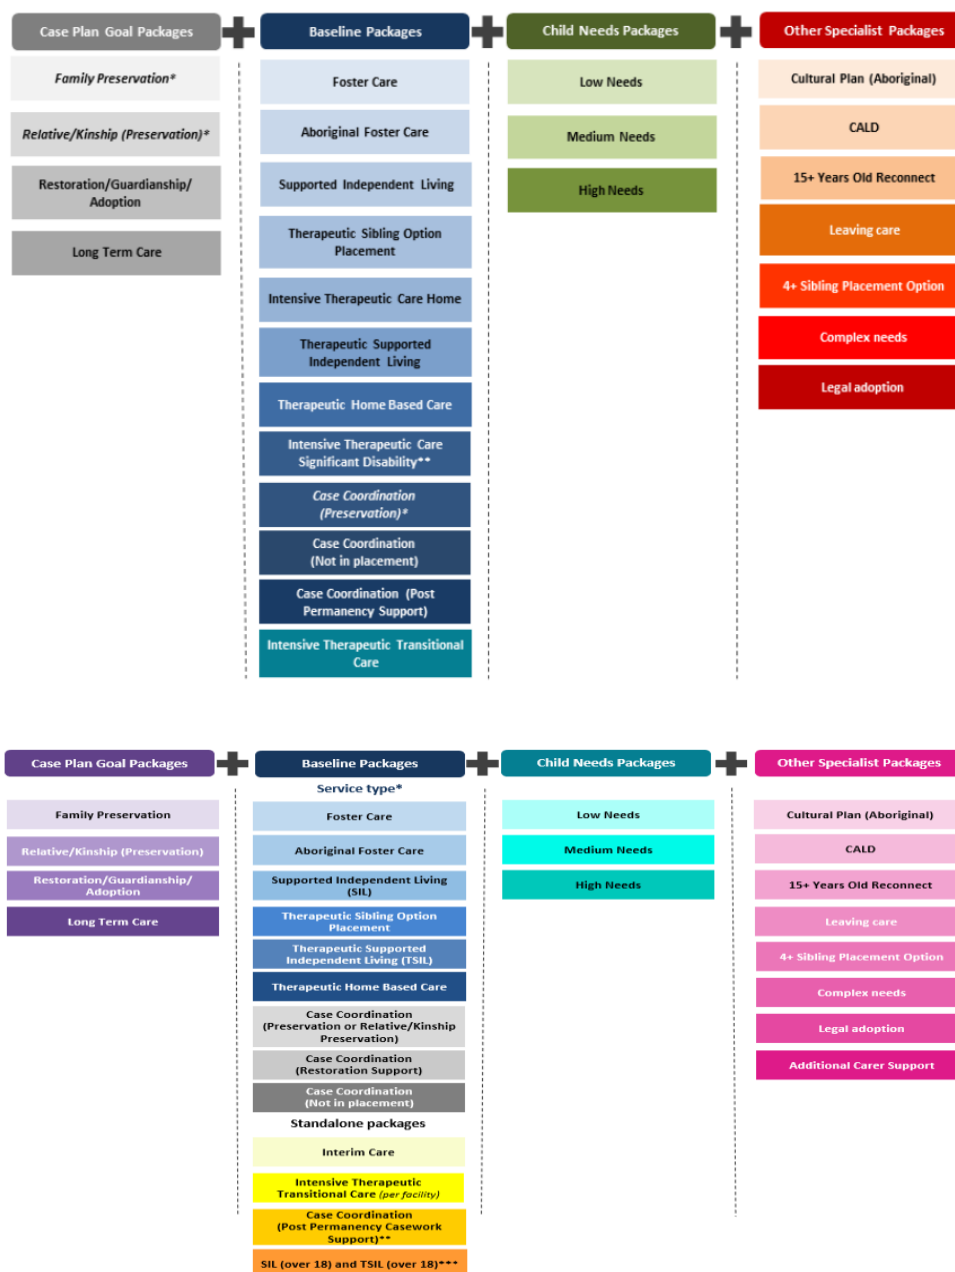 Case Plan Goal Packages
Baseline Packages
Child Needs Packages
Other Specialist Packages
Family Preservation*
Relative/Kinship (Preservation)*
Restoration/Guardianship/
Adoption
Long Term Care
Foster Care
Aboriginal Foster Care
Supported Independent Living
Therapeutic Sibling Option
Placement
Intensive Therapeutic Care Home
Therapeutic Supported
Independent Living
Therapeutic Home Based Care
Intensive Therapeutic Care
Significant Disability**
Case Coordination
(Preservation)*
Case Coordination
(Not in placement)
Case Coordination (Post
Permanency Support)
Intensive Therapeutic Transitional
Care
Low Needs
Medium Needs
High Needs
Cultural Plan (Aboriginal)
CALD
15+ Years Old Reconnect
Leaving care
4+ Sibling Placement Option
Complex needs
Legal adoption
Case Plan Goal Packages
Baseline Packages
Child Needs Packages
Other Specialist Packages
Family Preservation
Relative/Kinship (Preservation)
Restoration/Guardianship/
Adoption
Long Term Care
Service type*
Foster Care
Aboriginal Foster Care
Supported Independent Living
(SIL)
Therapeutic Sibling Option
Placement
Therapeutic Supported
Independent Living (TSIL)
Therapeutic Home Based Care
Case Coordination
(Preservation or Relative/Kinship
Preservation)
Case Coordination
(Restoration Support)
Case Coordination
(Not in placement)
Standalone packages
Interim Care
Intensive Therapeutic
Transitional Care (per facility)
Case Coordination
(Post Permanency Casework
Support)**
SIL (over 18) and TSIL (over 18)***
Low Needs
Medium Needs
High Needs
Cultural Plan (Aboriginal)
CALD
15+ Years Old Reconnect
Leaving care
4+ Sibling Placement Option
Complex needs
Legal adoption
Additional Carer Support